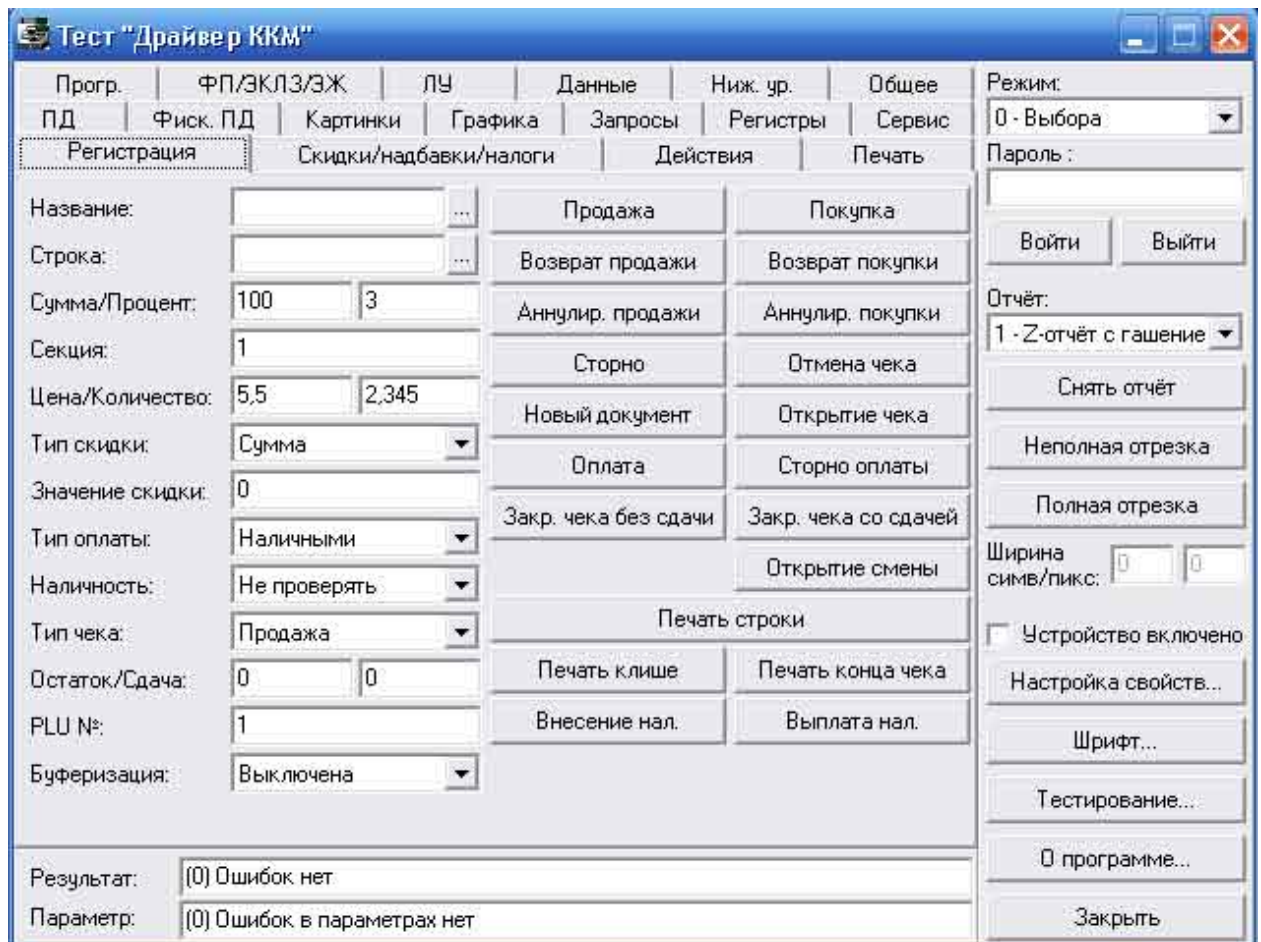 Тест "Драйвер ККМ"
Прогр. ФП/ЭКЛЗ/ЭЖ ЛУ Данные Ниж. ур. Общее
ПД Фиск. ПД Картинки Графика Запросы Регистры Сервис
Регистрация Скидки/надбавки/налоги Действия Печать
Название: ...
Строка: ...
Сумма/Процент: 100 3
Секция: 1
Цена/Количество: 5,5 2,345
Тип скидки: Сумма
Значение скидки: 0
Тип оплаты: Наличными
Наличность: Не проверять
Тип чека: Продажа
Остаток/Сдача: 0 0
PLU №: 1
Буферизация: Выключена
Продажа Покупка
Возврат продажи Возврат покупки
Аннулир. продажи Аннулир. покупки
Сторно Отмена чека
Новый документ Открытие чека
Оплата Сторно оплаты
Закр. чека без сдачи Закр. чека со сдачей
Открытие смены
Печать строки
Печать клише Печать конца чека
Внесение нал. Выплата нал.
Режим:
0 - Выбора
Пароль :
Войти Выйти
Отчёт:
1 - Z-отчёт с гашение
Снять отчёт
Неполная отрезка
Полная отрезка
Ширина
симв/пикс: 0 0
Устройство включено
Настройка свойств...
Шрифт...
Тестирование...
О программе...
Закрыть
Результат: (0) Ошибок нет
Параметр: (0) Ошибок в параметрах нет